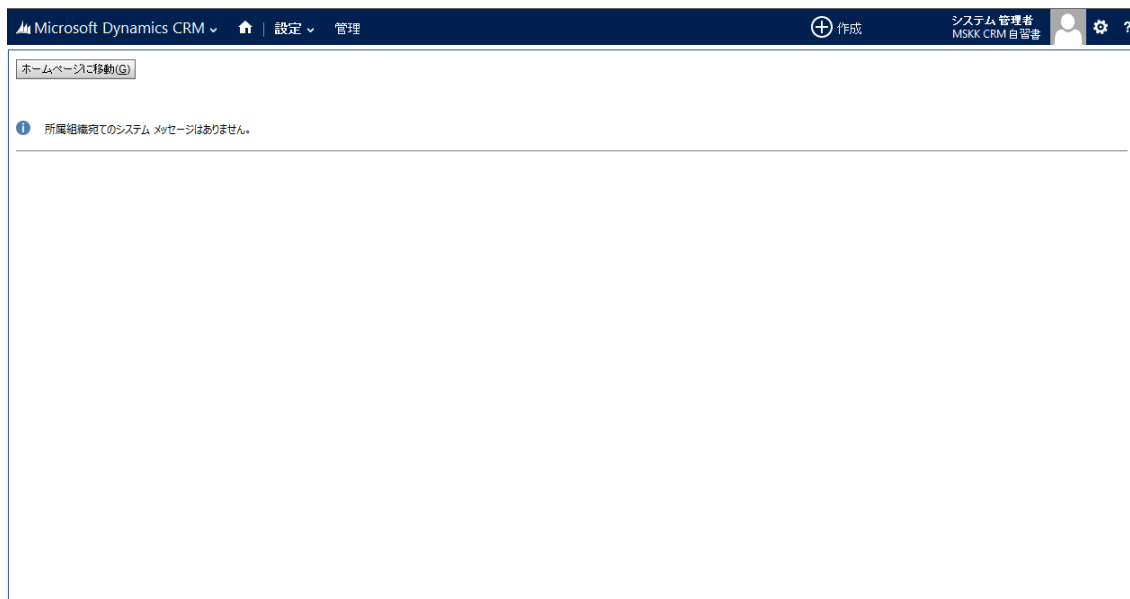 Microsoft Dynamics CRM 設定 管理 作成 システム 管理者 ?
MSKK CRM 自習書
ホームページに移動(G)
所属組織宛てのシステム メッセージはありません。